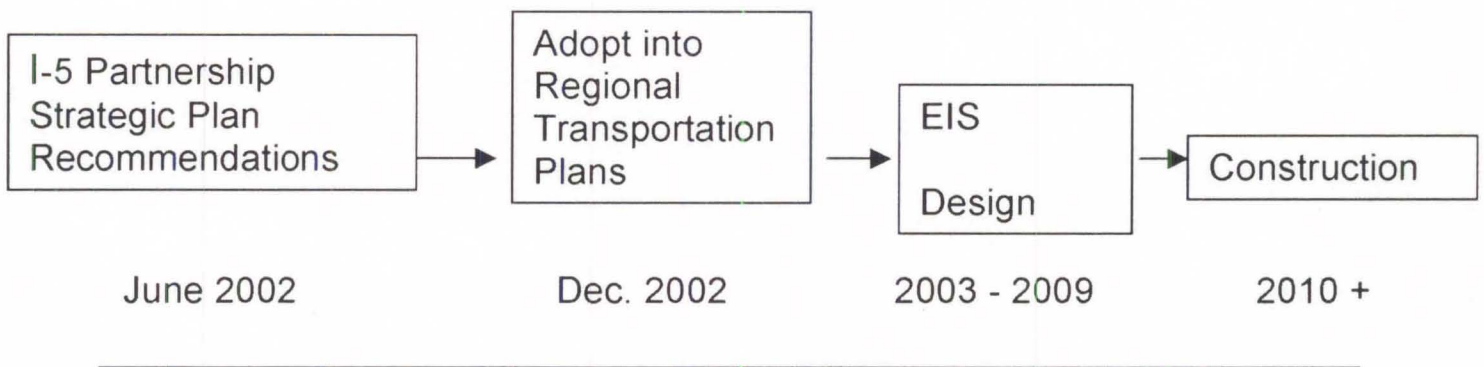 I-5 Partnership
Strategic Plan
Recommendations
Adopt into
Regional
Transportation
Plans
EIS
Design
Construction
June 2002
Dec. 2002
2003 - 2009
2010 +